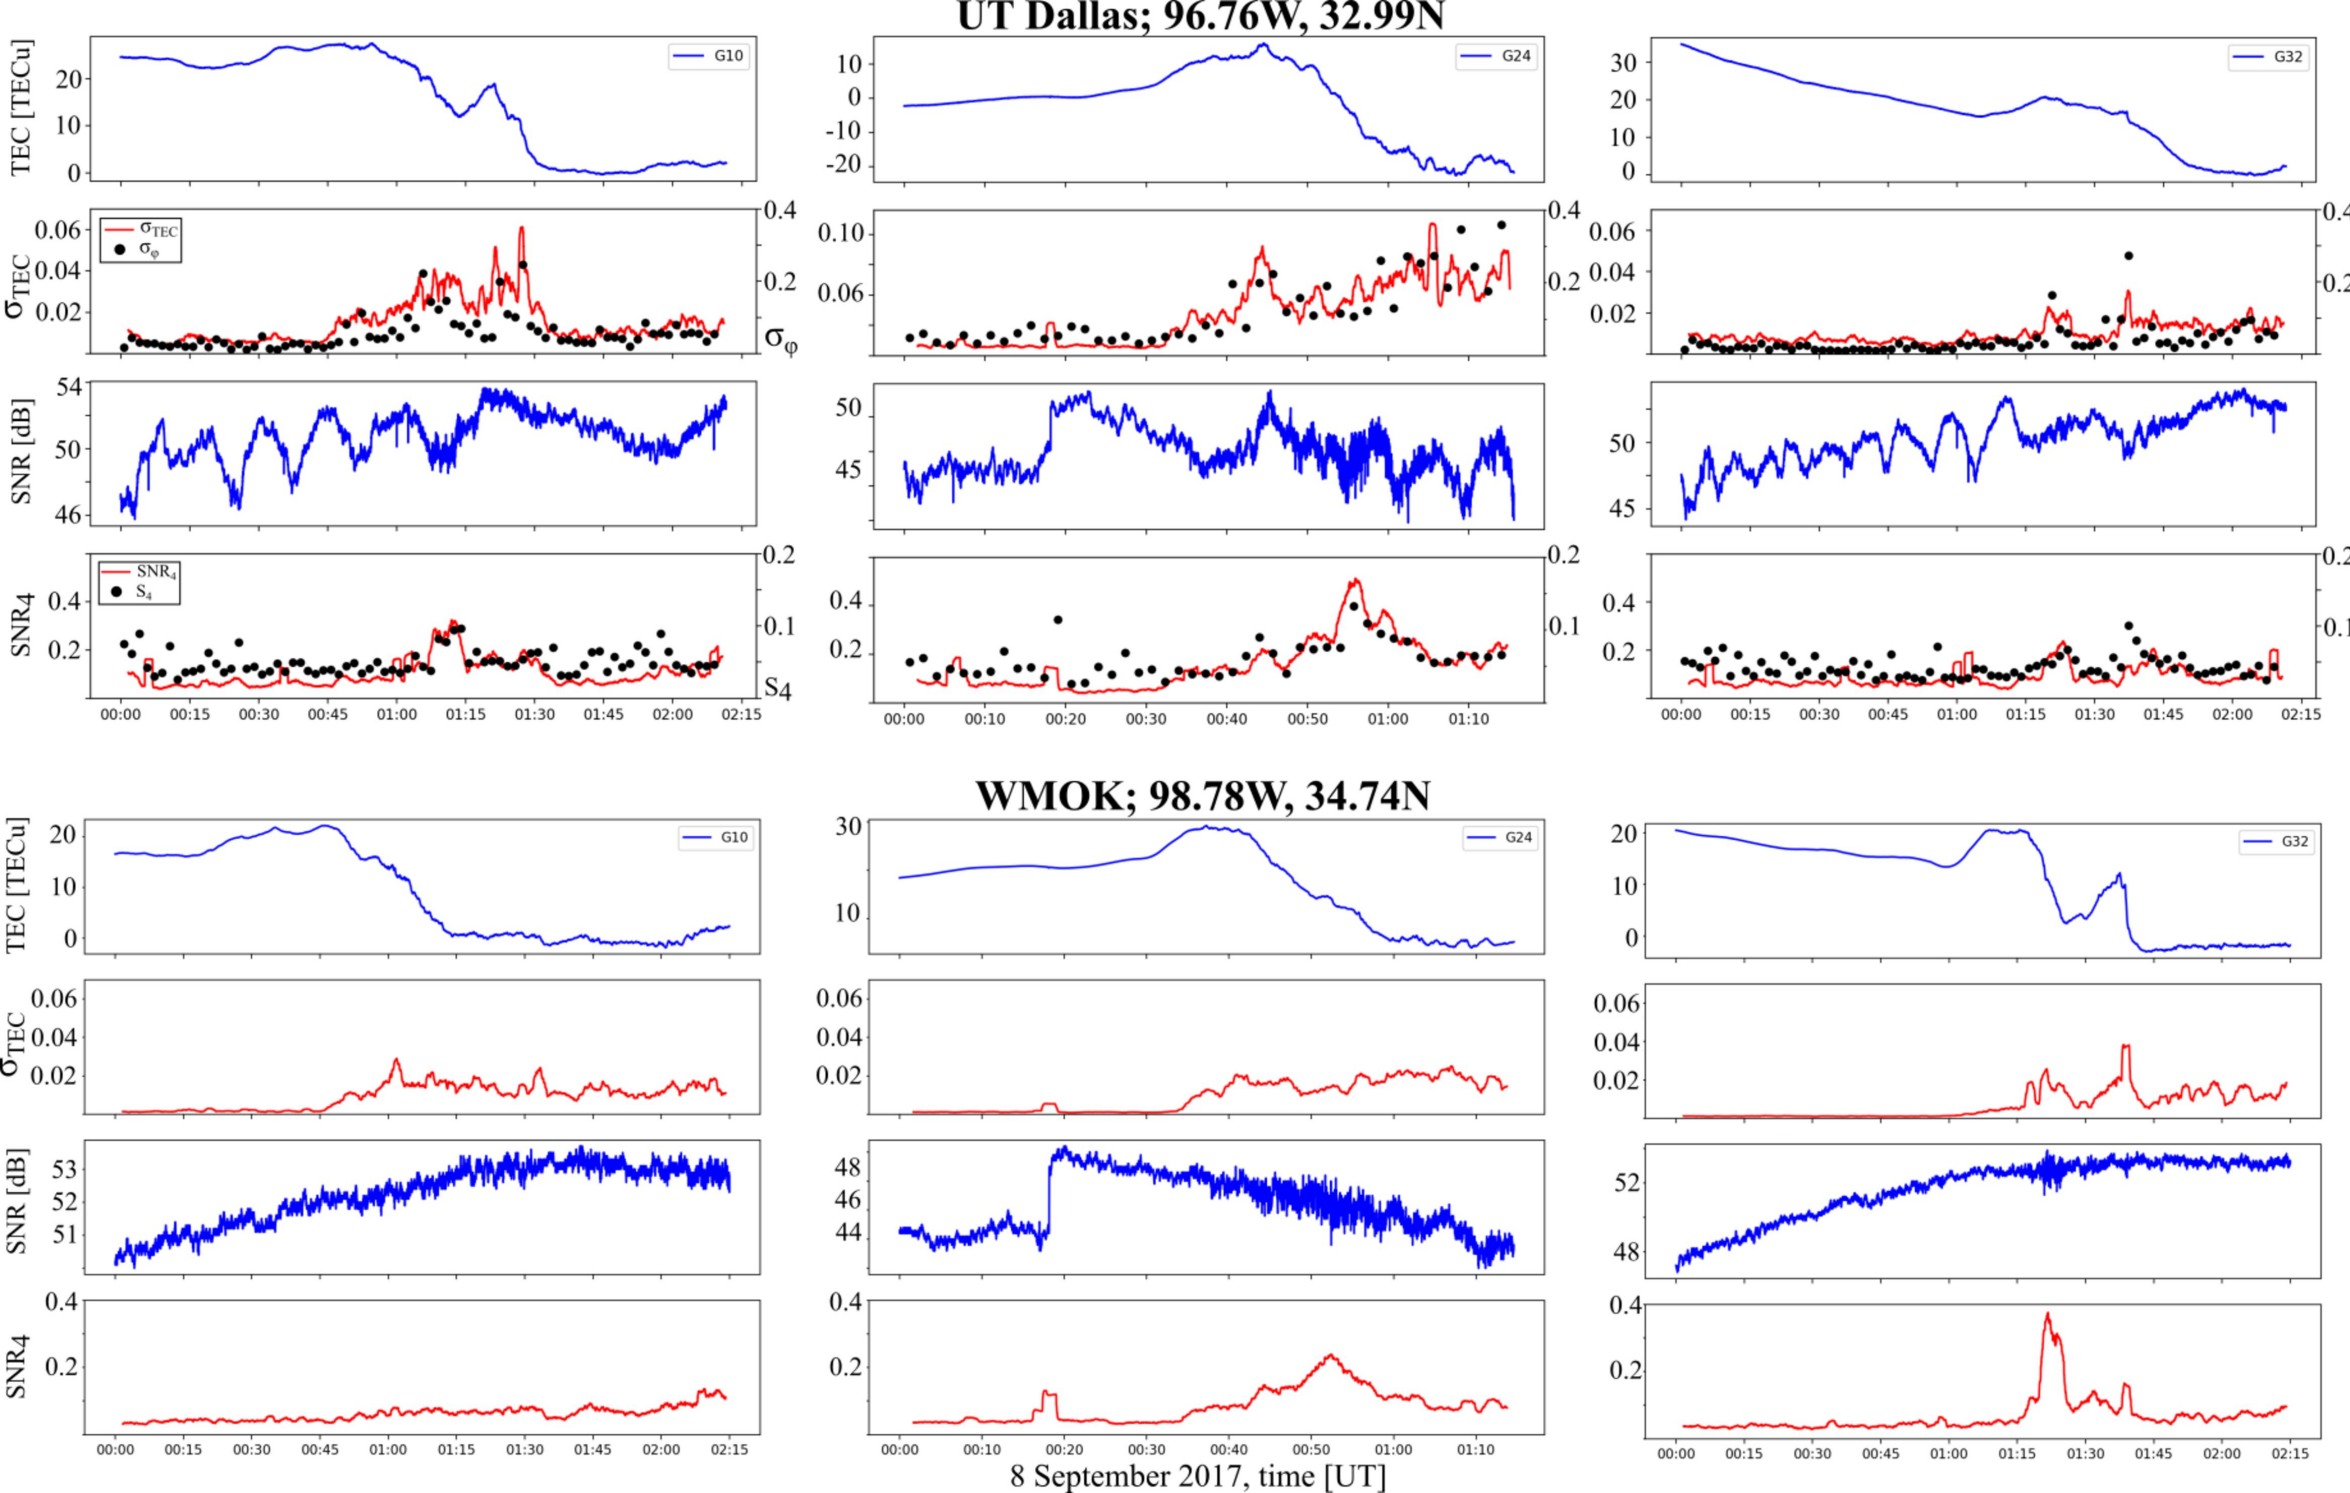 UT Dallas; 96.76W, 32.99N
TEC [TECu]
20
10
0
G10
10
0
-10
-20
G24
30
20
10
0
G32
σTEC
0.06
0.04
0.02
σTEC
σφ
0.4
0.2
σφ
0.10
0.06
0.4
0.2
0.06
0.04
0.02
0.4
0.2
SNR [dB]
54
50
46
50
45
50
45
SNR4
0.4
0.2
SNR4
S4
0.2
0.1
S4
0.4
0.2
0.2
0.1
0.4
0.2
0.2
0.1
00:00 00:15 00:30 00:45 01:00 01:15 01:30 01:45 02:00 02:15
00:00 00:10 00:20 00:30 00:40 00:50 01:00 01:10
00:00 00:15 00:30 00:45 01:00 01:15 01:30 01:45 02:00 02:15
WMOK; 98.78W, 34.74N
TEC [TECu]
20
10
0
G10
30
10
G24
20
10
0
G32
σTEC
0.06
0.04
0.02
0.06
0.04
0.02
0.06
0.04
0.02
SNR [dB]
53
52
51
48
46
44
52
48
SNR4
0.4
0.2
0.4
0.2
0.4
0.2
00:00 00:15 00:30 00:45 01:00 01:15 01:30 01:45 02:00 02:15
00:00 00:10 00:20 00:30 00:40 00:50 01:00 01:10
00:00 00:15 00:30 00:45 01:00 01:15 01:30 01:45 02:00 02:15
8 September 2017, time [UT]